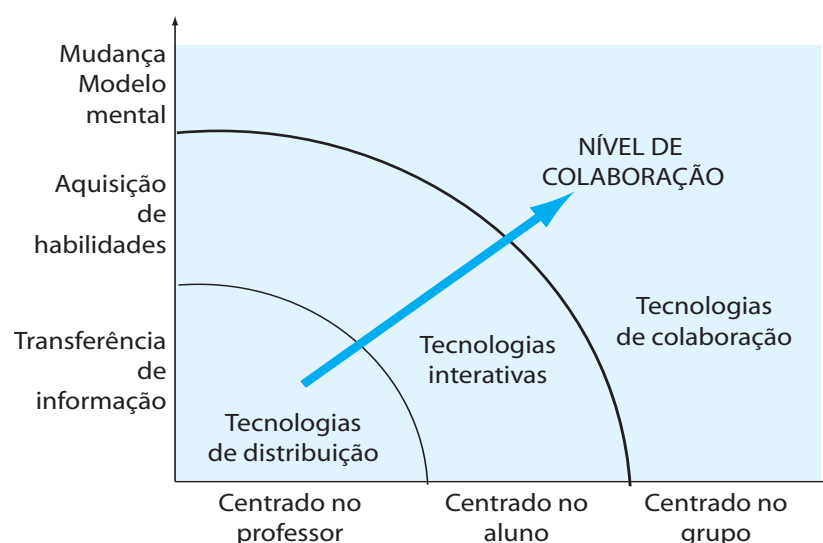 Mudança
Modelo
mental
Aquisição
de
habilidades
Transferência
de
informação
NÍVEL DE
COLABORAÇÃO
Tecnologias
de colaboração
Tecnologias
interativas
Tecnologias
de distribuição
Centrado no
professor
Centrado no
aluno
Centrado no
grupo